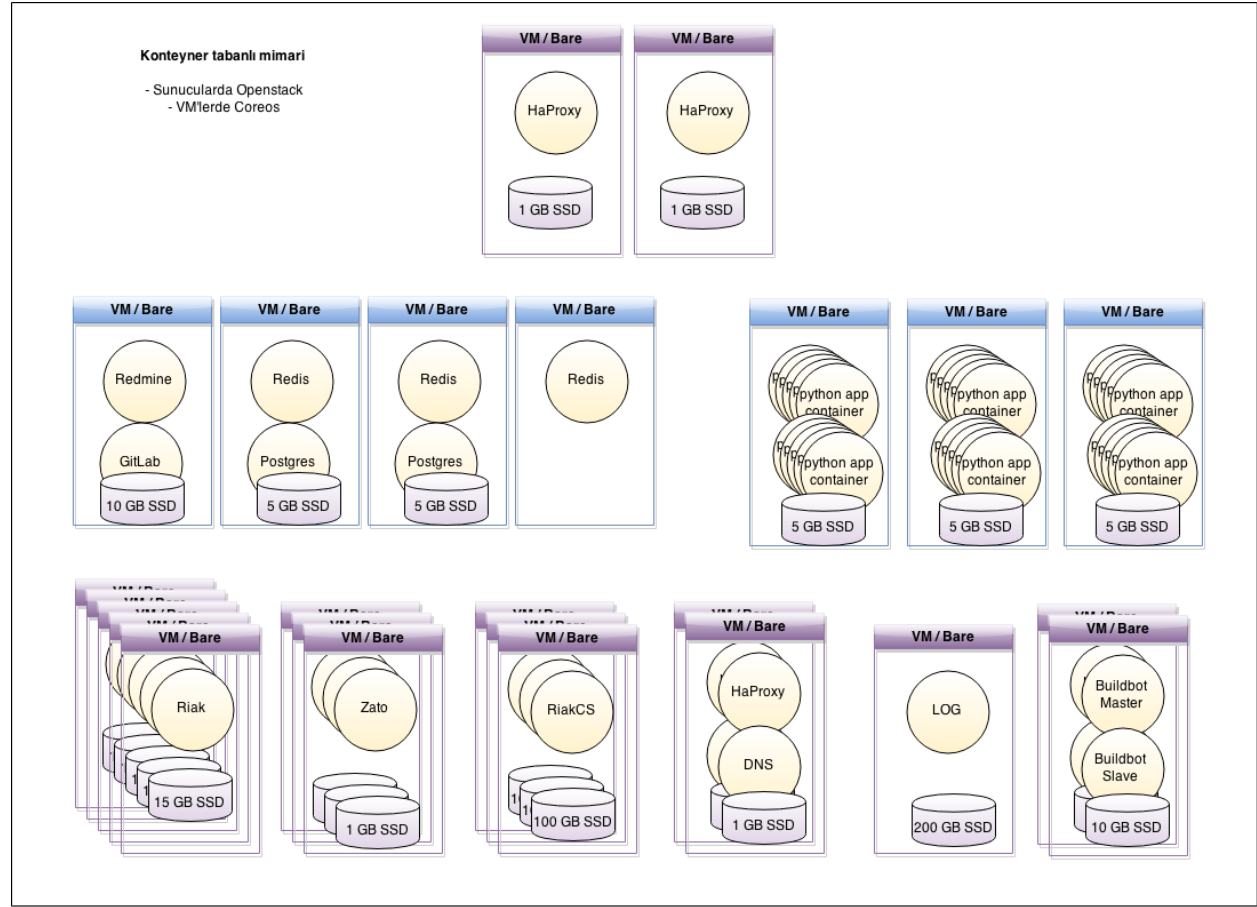 Konteyner tabanlı mimari
- Sunucularda Openstack
- VM'lerde Coreos
VM / Bare
HaProxy
1 GB SSD
VM / Bare
HaProxy
1 GB SSD
VM / Bare
Redmine
GitLab
10 GB SSD
VM / Bare
Redis
Postgres
5 GB SSD
VM / Bare
Redis
Postgres
5 GB SSD
VM / Bare
Redis
VM / Bare
python app
container
python app
container
5 GB SSD
VM / Bare
python app
container
python app
container
5 GB SSD
VM / Bare
python app
container
python app
container
5 GB SSD
VM / Bare
Riak
15 GB SSD
VM / Bare
Zato
1 GB SSD
VM / Bare
RiakCS
100 GB SSD
VM / Bare
HaProxy
DNS
1 GB SSD
VM / Bare
LOG
200 GB SSD
VM / Bare
Buildbot
Master
Buildbot
Slave
10 GB SSD